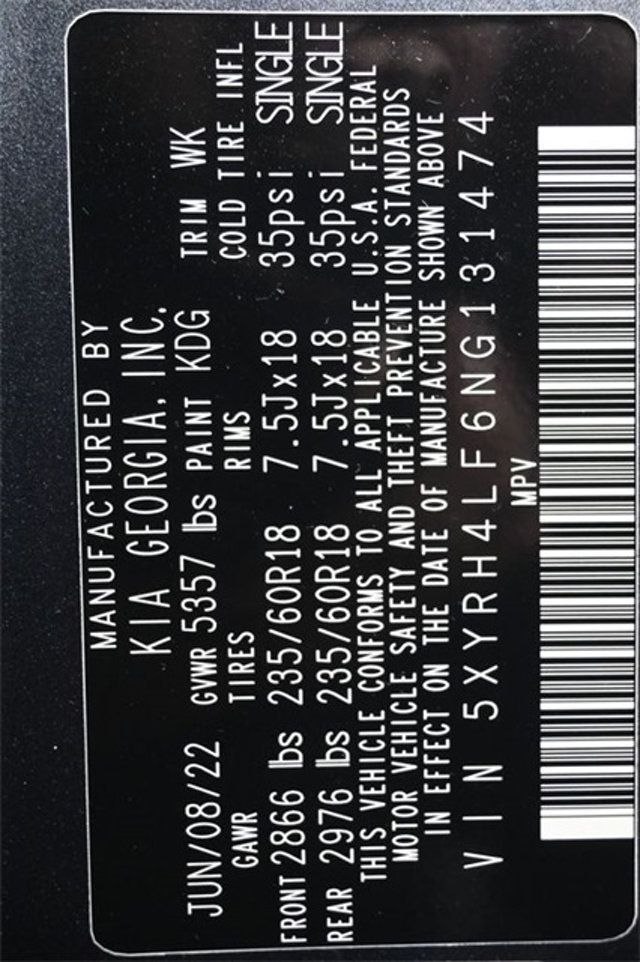 MANUFACTURED BY
KIA GEORGIA, INC.
JUN/08/22 GVWR 5357 lbs PAINT KDG TRIM WK
GAWR TIRES RIMS COLD TIRE INFL
FRONT 2866 lbs 235/60R18 7.5Jx18 35psi SINGLE
REAR 2976 lbs 235/60R18 7.5Jx18 35psi SINGLE
THIS VEHICLE CONFORMS TO ALL APPLICABLE U.S.A. FEDERAL
MOTOR VEHICLE SAFETY AND THEFT PREVENTION STANDARDS
IN EFFECT ON THE DATE OF MANUFACTURE SHOWN ABOVE
VIN 5XYRH4LF6NG131474
MPV